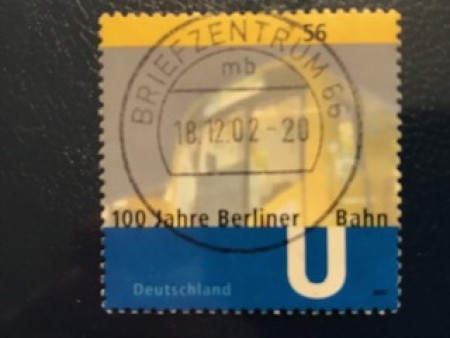 56
BRIEFZENTRUM 66
mb
18.12.02-20
100 Jahre Berliner U Bahn
Deutschland